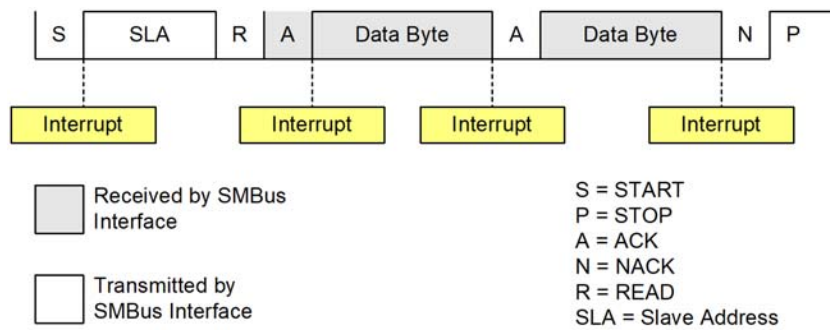 S SLA R A Data Byte A Data Byte N P
Interrupt Interrupt Interrupt Interrupt
Received by SMBus
Interface
Transmitted by
SMBus Interface
S = START
P = STOP
A = ACK
N = NACK
R = READ
SLA = Slave Address